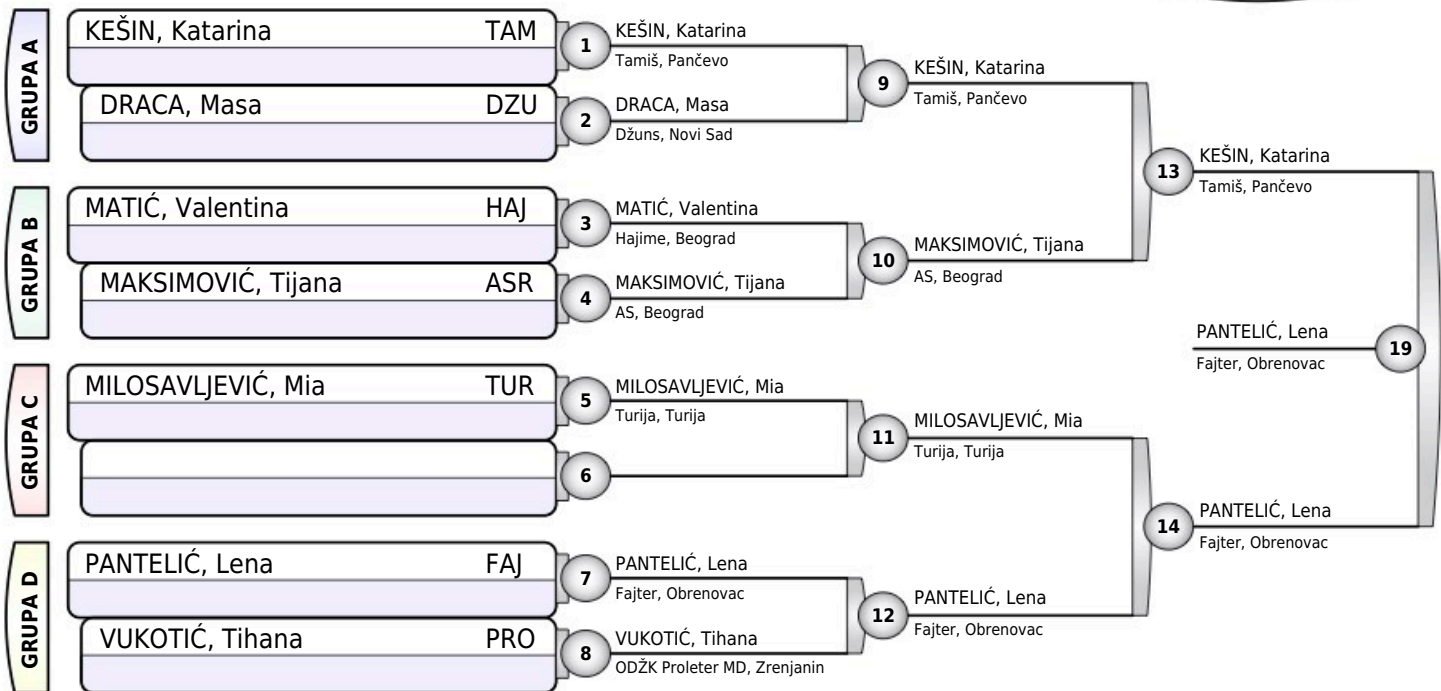 GRUPA A
KEŠIN, Katarina TAM
DRACA, Masa DZU
1
KEŠIN, Katarina
Tamiš, Pančevo
2
DRACA, Masa
Džuns, Novi Sad
9
KEŠIN, Katarina
Tamiš, Pančevo
GRUPA B
MATIĆ, Valentina HAJ
MAKSIMOVIĆ, Tijana ASR
3
MATIĆ, Valentina
Hajime, Beograd
4
MAKSIMOVIĆ, Tijana
AS, Beograd
10
MAKSIMOVIĆ, Tijana
AS, Beograd
13
KEŠIN, Katarina
Tamiš, Pančevo
GRUPA C
MILOSAVLJEVIĆ, Mia TUR
5
MILOSAVLJEVIĆ, Mia
Turija, Turija
6
11
MILOSAVLJEVIĆ, Mia
Turija, Turija
GRUPA D
PANTELIĆ, Lena FAJ
VUKOTIĆ, Tihana PRO
7
PANTELIĆ, Lena
Fajter, Obrenovac
8
VUKOTIĆ, Tihana
ODŽK Proleter MD, Zrenjanin
12
PANTELIĆ, Lena
Fajter, Obrenovac
14
PANTELIĆ, Lena
Fajter, Obrenovac
PANTELIĆ, Lena
Fajter, Obrenovac
19